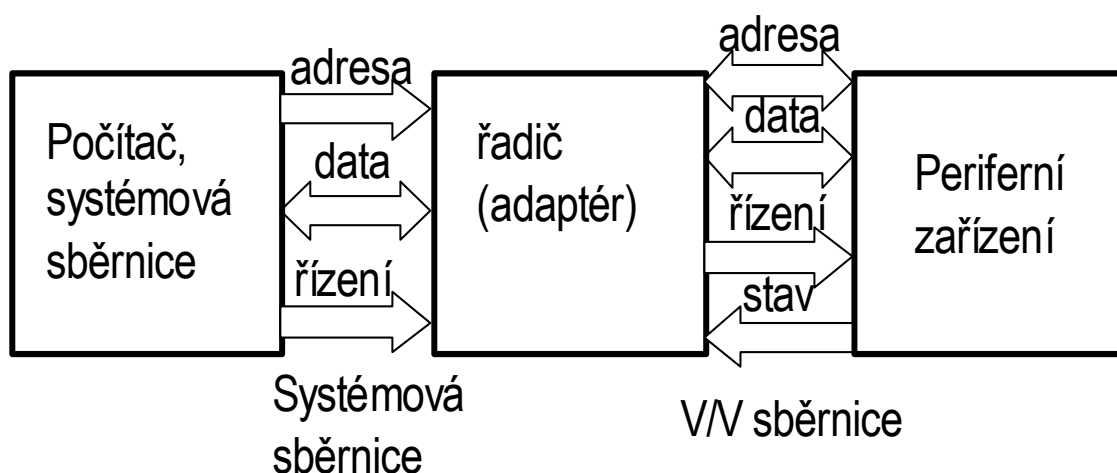 adresa
data
řízení
Počítač,
systémová
sběrnice
řadič
(adaptér)
adresa
data
řízení
stav
Periferní
zařízení
Systémová
sběrnice
V/V sběrnice